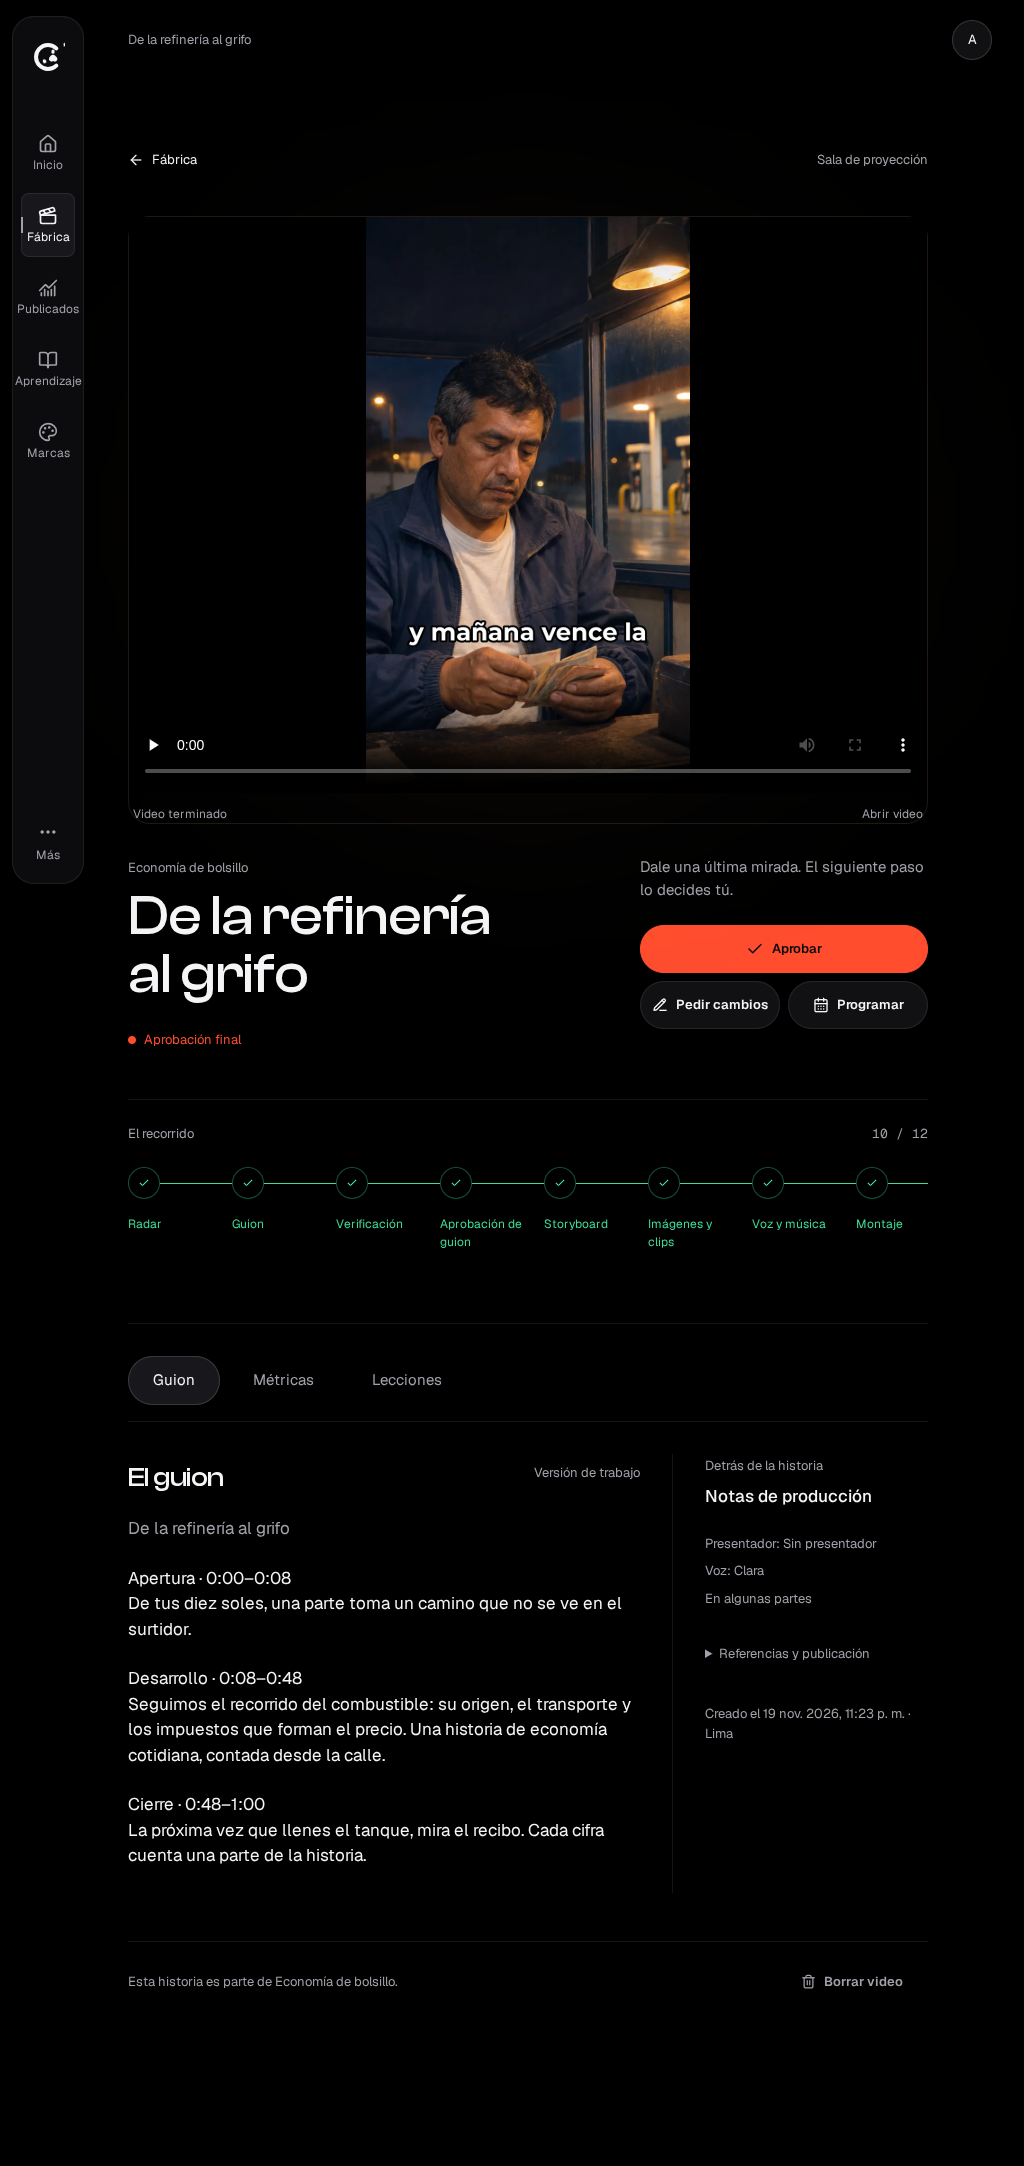 De la refinería al grifo
A
Inicio
Fábrica
Publicados
Aprendizaje
Marcas
Más
Fábrica
Sala de proyección
y mañana vence la
0:00
Video terminado
Abrir video
Economía de bolsillo
De la refinería
al grifo
Aprobación final
Dale una última mirada. El siguiente paso
lo decides tú.
Aprobar
Pedir cambios
Programar
El recorrido
10 / 12
Radar
Guion
Verificación
Aprobación de
guion
Storyboard
Imágenes y
clips
Voz y música
Montaje
Guion
Métricas
Lecciones
El guion
Versión de trabajo
De la refinería al grifo
Apertura · 0:00–0:08
De tus diez soles, una parte toma un camino que no se ve en el
surtidor.
Desarrollo · 0:08–0:48
Seguimos el recorrido del combustible: su origen, el transporte y
los impuestos que forman el precio. Una historia de economía
cotidiana, contada desde la calle.
Cierre · 0:48–1:00
La próxima vez que llenes el tanque, mira el recibo. Cada cifra
cuenta una parte de la historia.
Detrás de la historia
Notas de producción
Presentador: Sin presentador
Voz: Clara
En algunas partes
Referencias y publicación
Creado el 19 nov. 2026, 11:23 p. m. ·
Lima
Esta historia es parte de Economía de bolsillo.
Borrar video